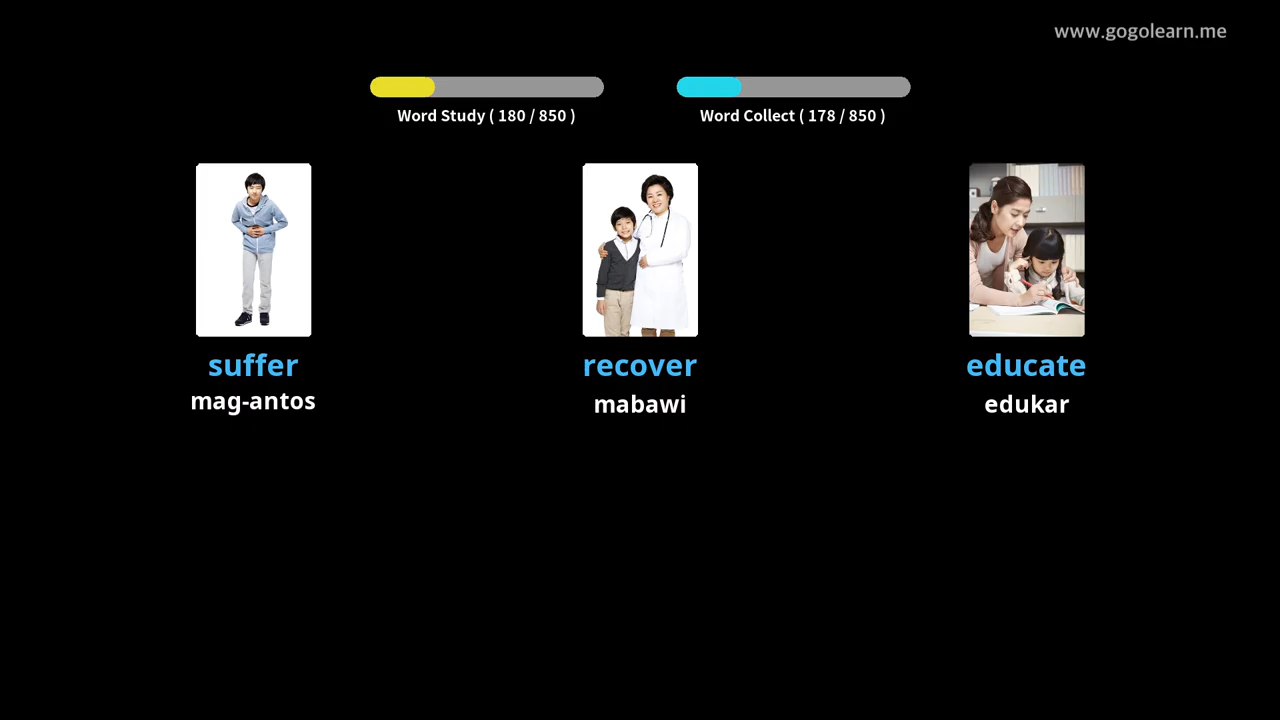 www.gogolearn.me
Word Study ( 180 / 850 )
Word Collect ( 178 / 850 )
suffer
mag-antos
recover
mabawi
educate
edukar